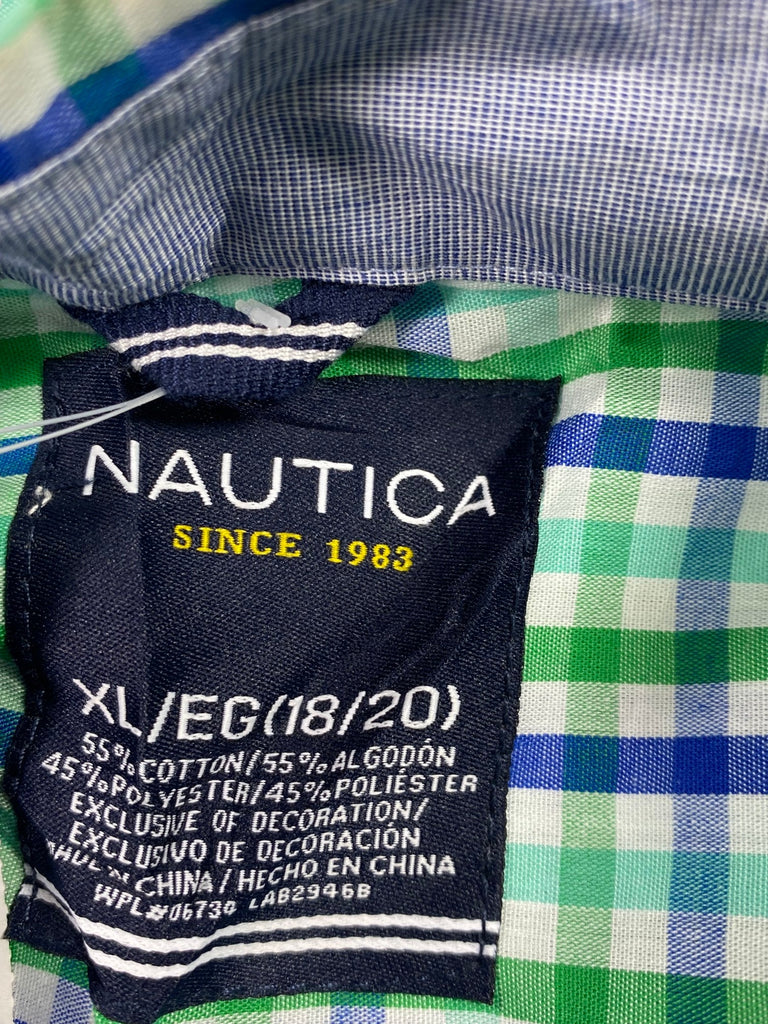 NAUTICA
SINCE 1983
XL/EG(18/20)
55% COTTON/55% ALGODÓN
45% POLYESTER/45% POLIÉSTER
EXCLUSIVE OF DECORATION/
EXCLUSIVO DE DECORACIÓN
CHINA / HECHO EN CHINA
WPL#06730 LAB2946B